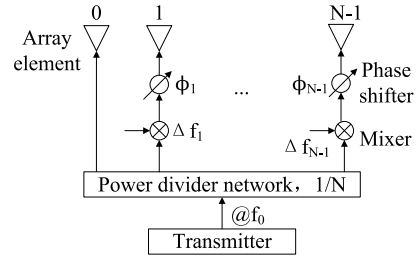 0 1 N-1
Array element
ϕ1 ... ϕN-1
Phase shifter
Δ f1
Δ fN-1
Mixer
Power divider network, 1/N
@f0
Transmitter